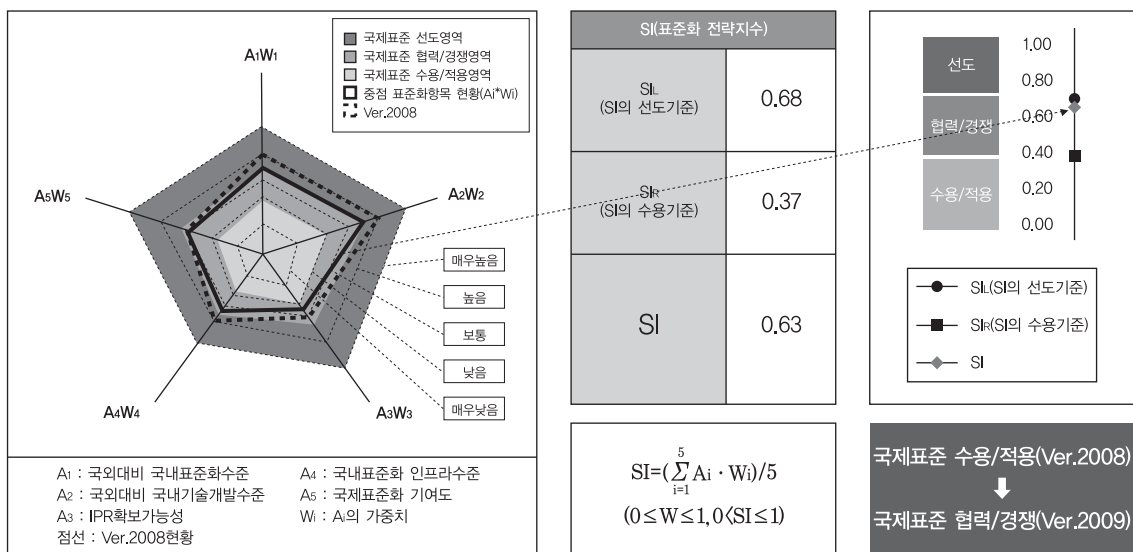 국제표준 선도영역
국제표준 협력/경쟁영역
국제표준 수용/적용영역
중점 표준화항목 현황(Ai*Wi)
Ver.2008
A1W1
A2W2
A3W3
A4W4
A5W5
매우높음
높음
보통
낮음
매우낮음
A1 : 국외대비 국내표준화수준
A2 : 국외대비 국내기술개발수준
A3 : IPR확보가능성
점선 : Ver.2008현황
A4 : 국내표준화 인프라수준
A5 : 국제표준화 기여도
Wi : Ai의 가중치
SI(표준화 전략지수)
SIL
(SI의 선도기준)
0.68
SIR
(SI의 수용기준)
0.37
SI
0.63
SI=(∑Ai · Wi)/5
5
i=1
(0≤W≤1, 0<SI≤1)
선도
협력/경쟁
수용/적용
1.00
0.80
0.60
0.40
0.20
0.00
SIL(SI의 선도기준)
SIR(SI의 수용기준)
SI
국제표준 수용/적용(Ver.2008)
국제표준 협력/경쟁(Ver.2009)